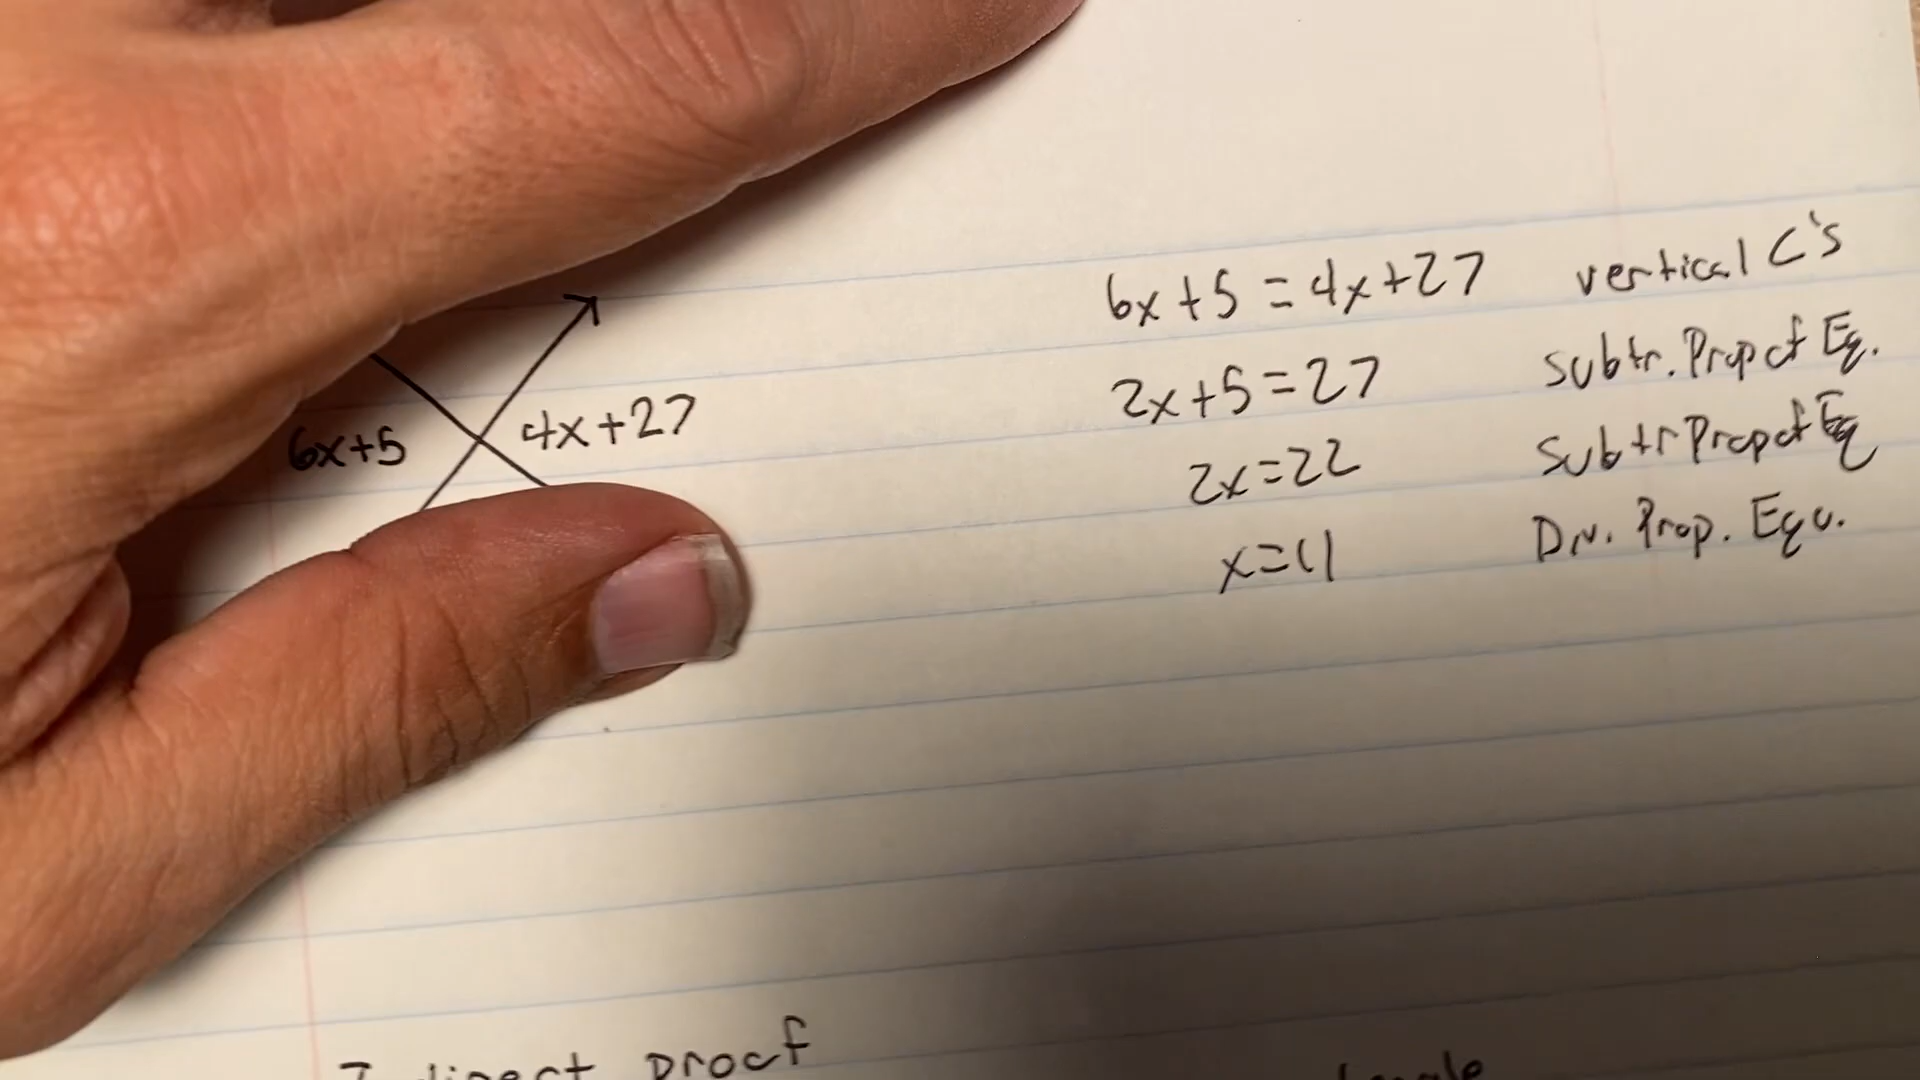 6x+5 = 4x+27 vertical <'s
2x+5=27 subtr. Prop of Eq.
6x+5 4x+27
2x=22 Subtr Prop of Eq
x=11 Div. Prop. Equ.
direct proof